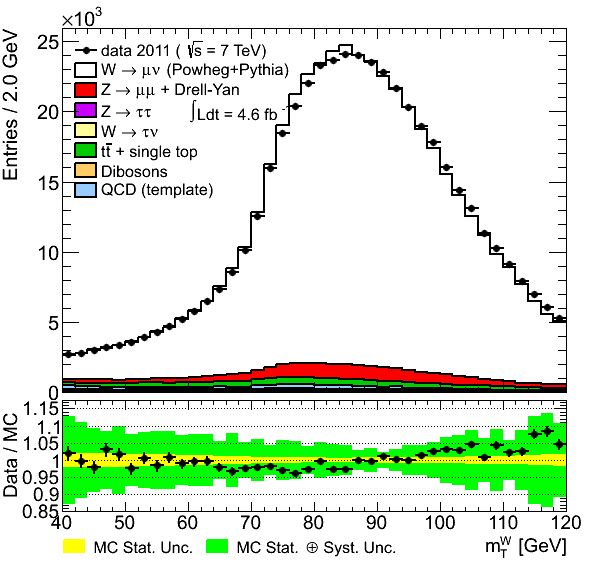 ×10³
Entries / 2.0 GeV
25
20
15
10
5
0
data 2011 ( √s = 7 TeV)
W → μν (Powheg+Pythia)
Z → μμ + Drell-Yan
Z → ττ
∫Ldt = 4.6 fb⁻
W → τν
tt̄ + single top
Dibosons
QCD (template)
Data / MC
1.15
1.1
1.05
1
0.95
0.9
0.85
40 50 60 70 80 90 100 110 120
MC Stat. Unc.
MC Stat. ⊕ Syst. Unc.
m_T^W [GeV]